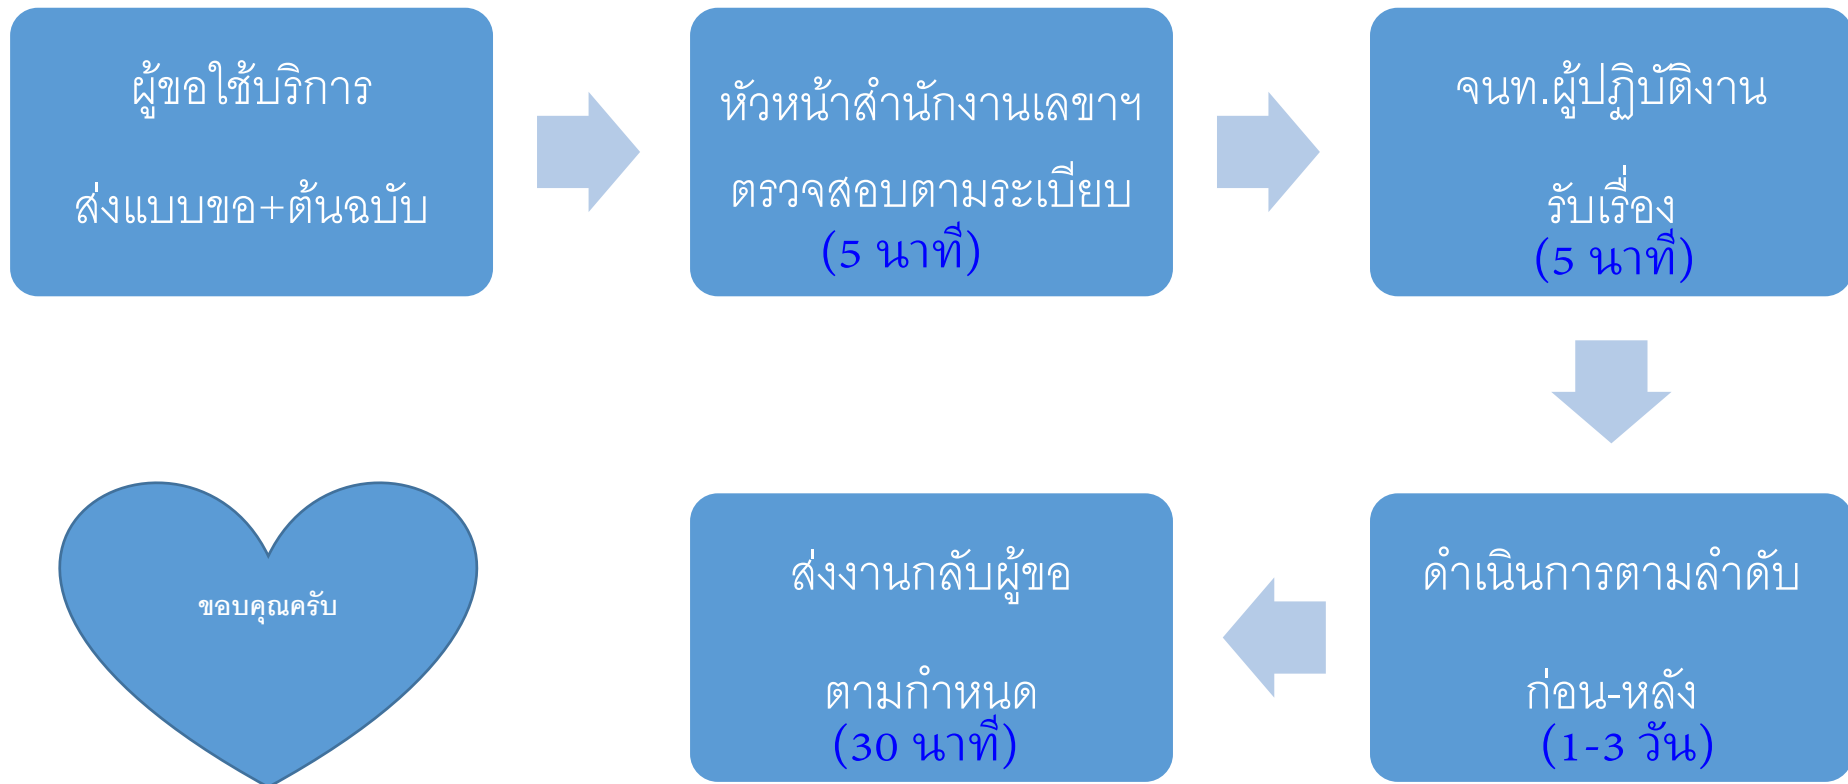 ผู้ขอใช้บริการ
ส่งแบบขอ+ต้นฉบับ
หัวหน้าสำนักงานเลขาฯ
ตรวจสอบตามระเบียบ
(5 นาที)
จนท.ผู้ปฏิบัติงาน
รับเรื่อง
(5 นาที)
ดำเนินการตามลำดับ
ก่อน-หลัง
(1-3 วัน)
ส่งงานกลับผู้ขอ
ตามกำหนด
(30 นาที)
ขอบคุณครับ